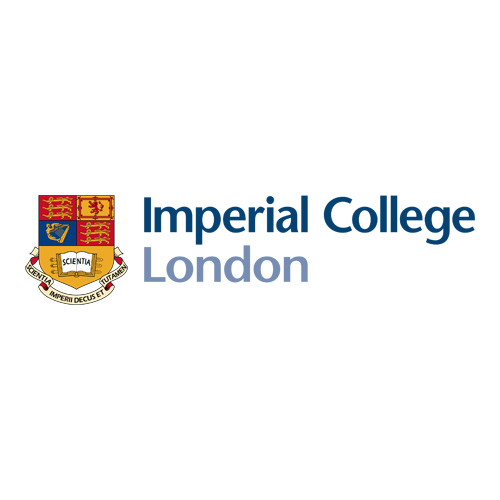 Imperial College
London
SCIENTIA
SCIENTIA
IMPERII DECUS ET
TUTAMEN